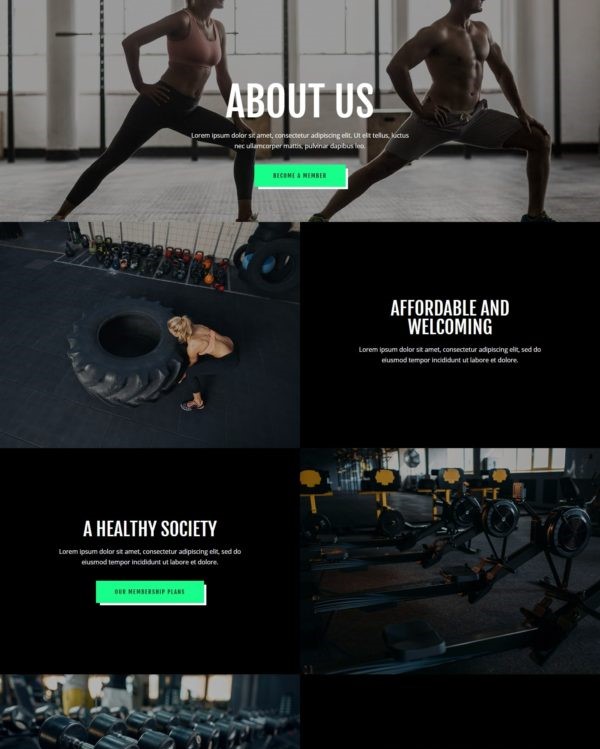 ABOUT US
Lorem ipsum dolor sit amet, consectetur adipiscing elit. Ut elit tellus, luctus
nec ullamcorper mattis, pulvinar dapibus leo.
BECOME A MEMBER
AFFORDABLE AND
WELCOMING
Lorem ipsum dolor sit amet, consectetur adipiscing elit, sed do
eiusmod tempor incididunt ut labore et dolore.
A HEALTHY SOCIETY
Lorem ipsum dolor sit amet, consectetur adipiscing elit, sed do
eiusmod tempor incididunt ut labore et dolore.
OUR MEMBERSHIP PLANS